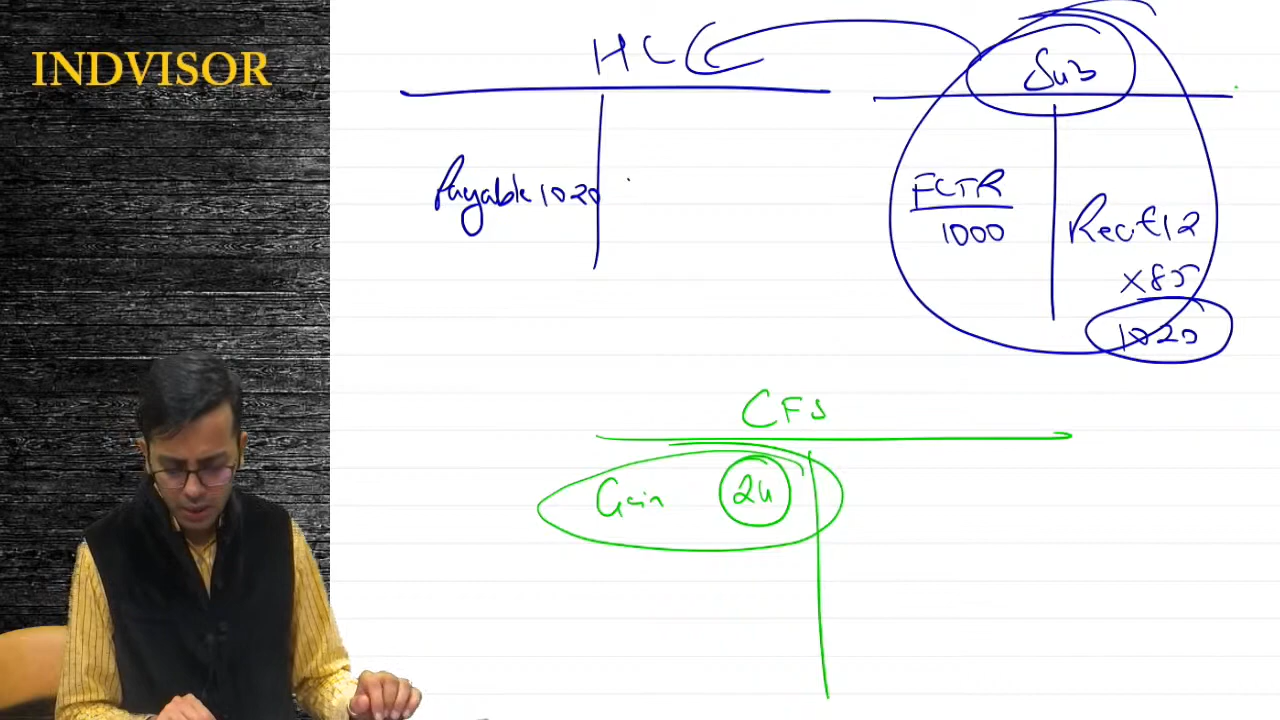 INDVISOR
HC
Sub
Payable 1020
FCTR
1000
Rec €12
×85
1020
CFS
Gain 24